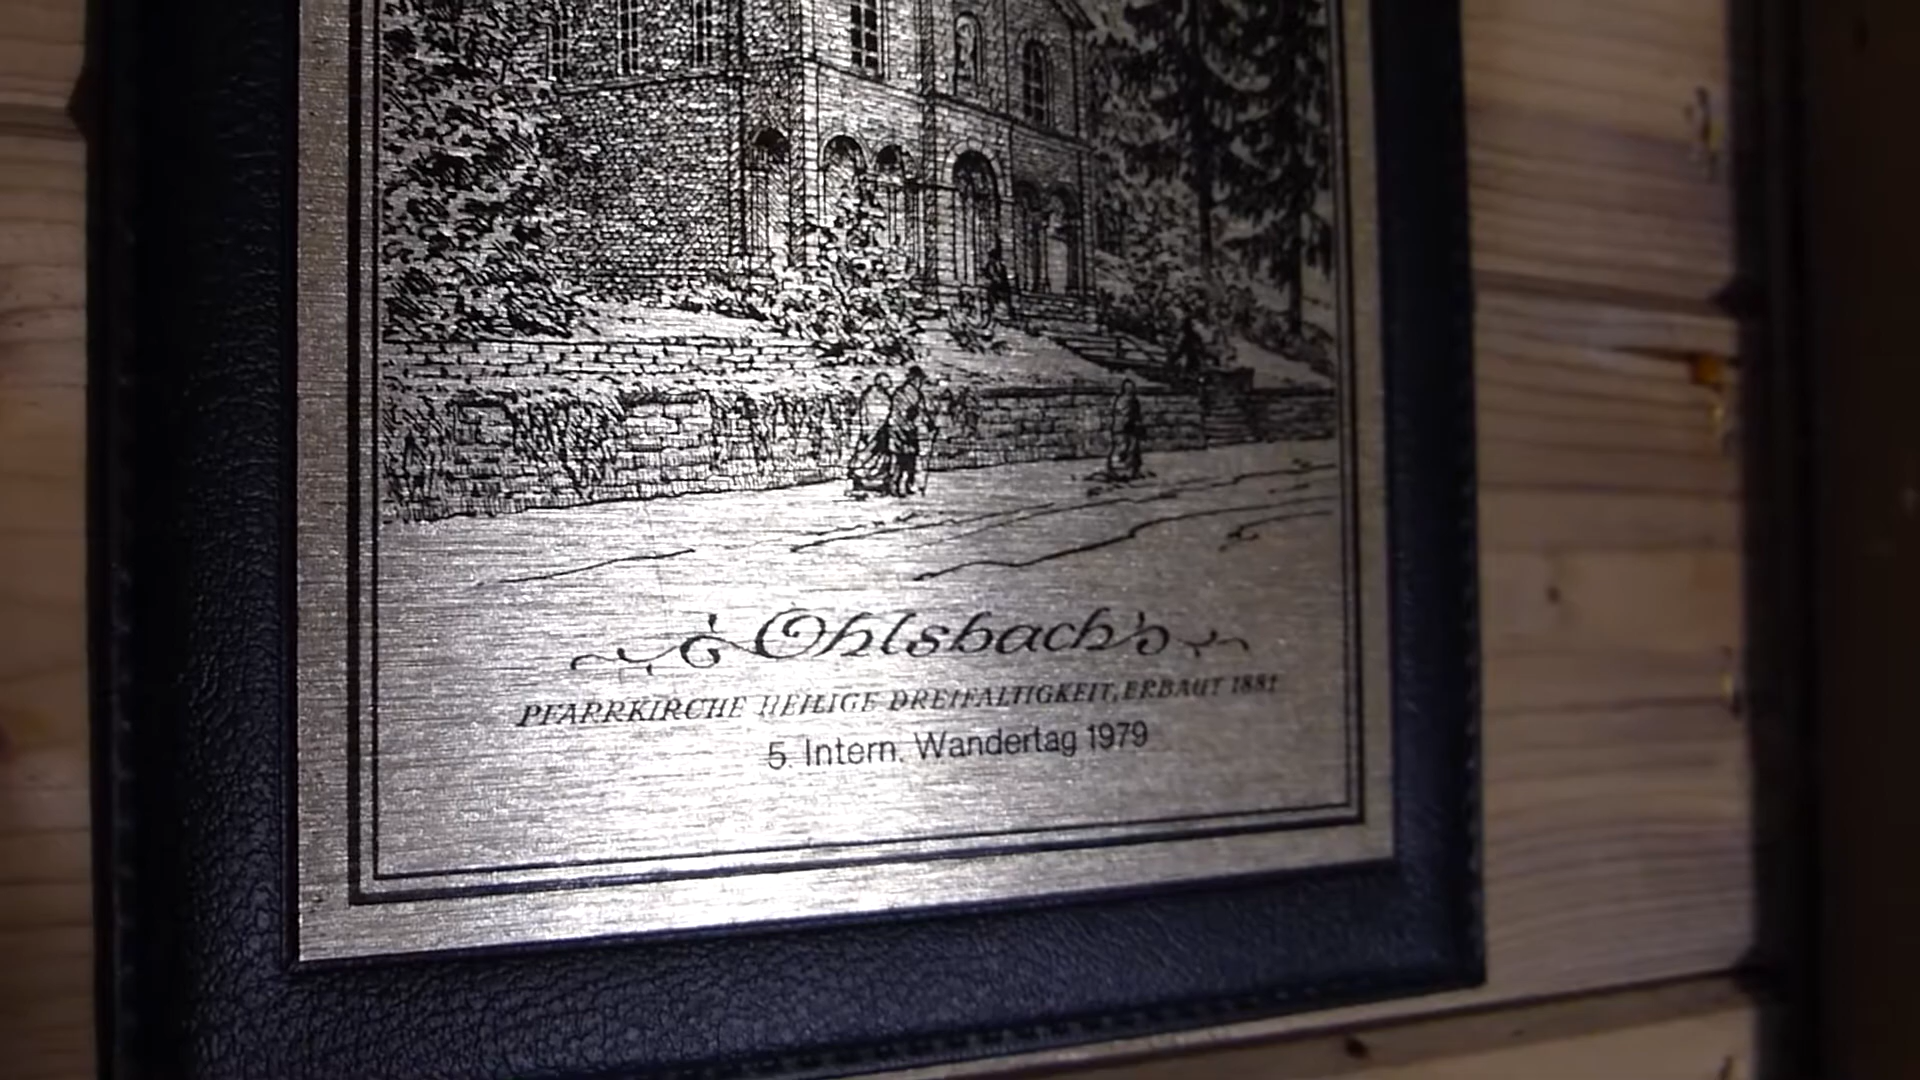 Ohlsbach
PFARRKIRCHE HEILIGE DREIFALTIGKEIT, ERBAUT 1881
5. Intern. Wandertag 1979